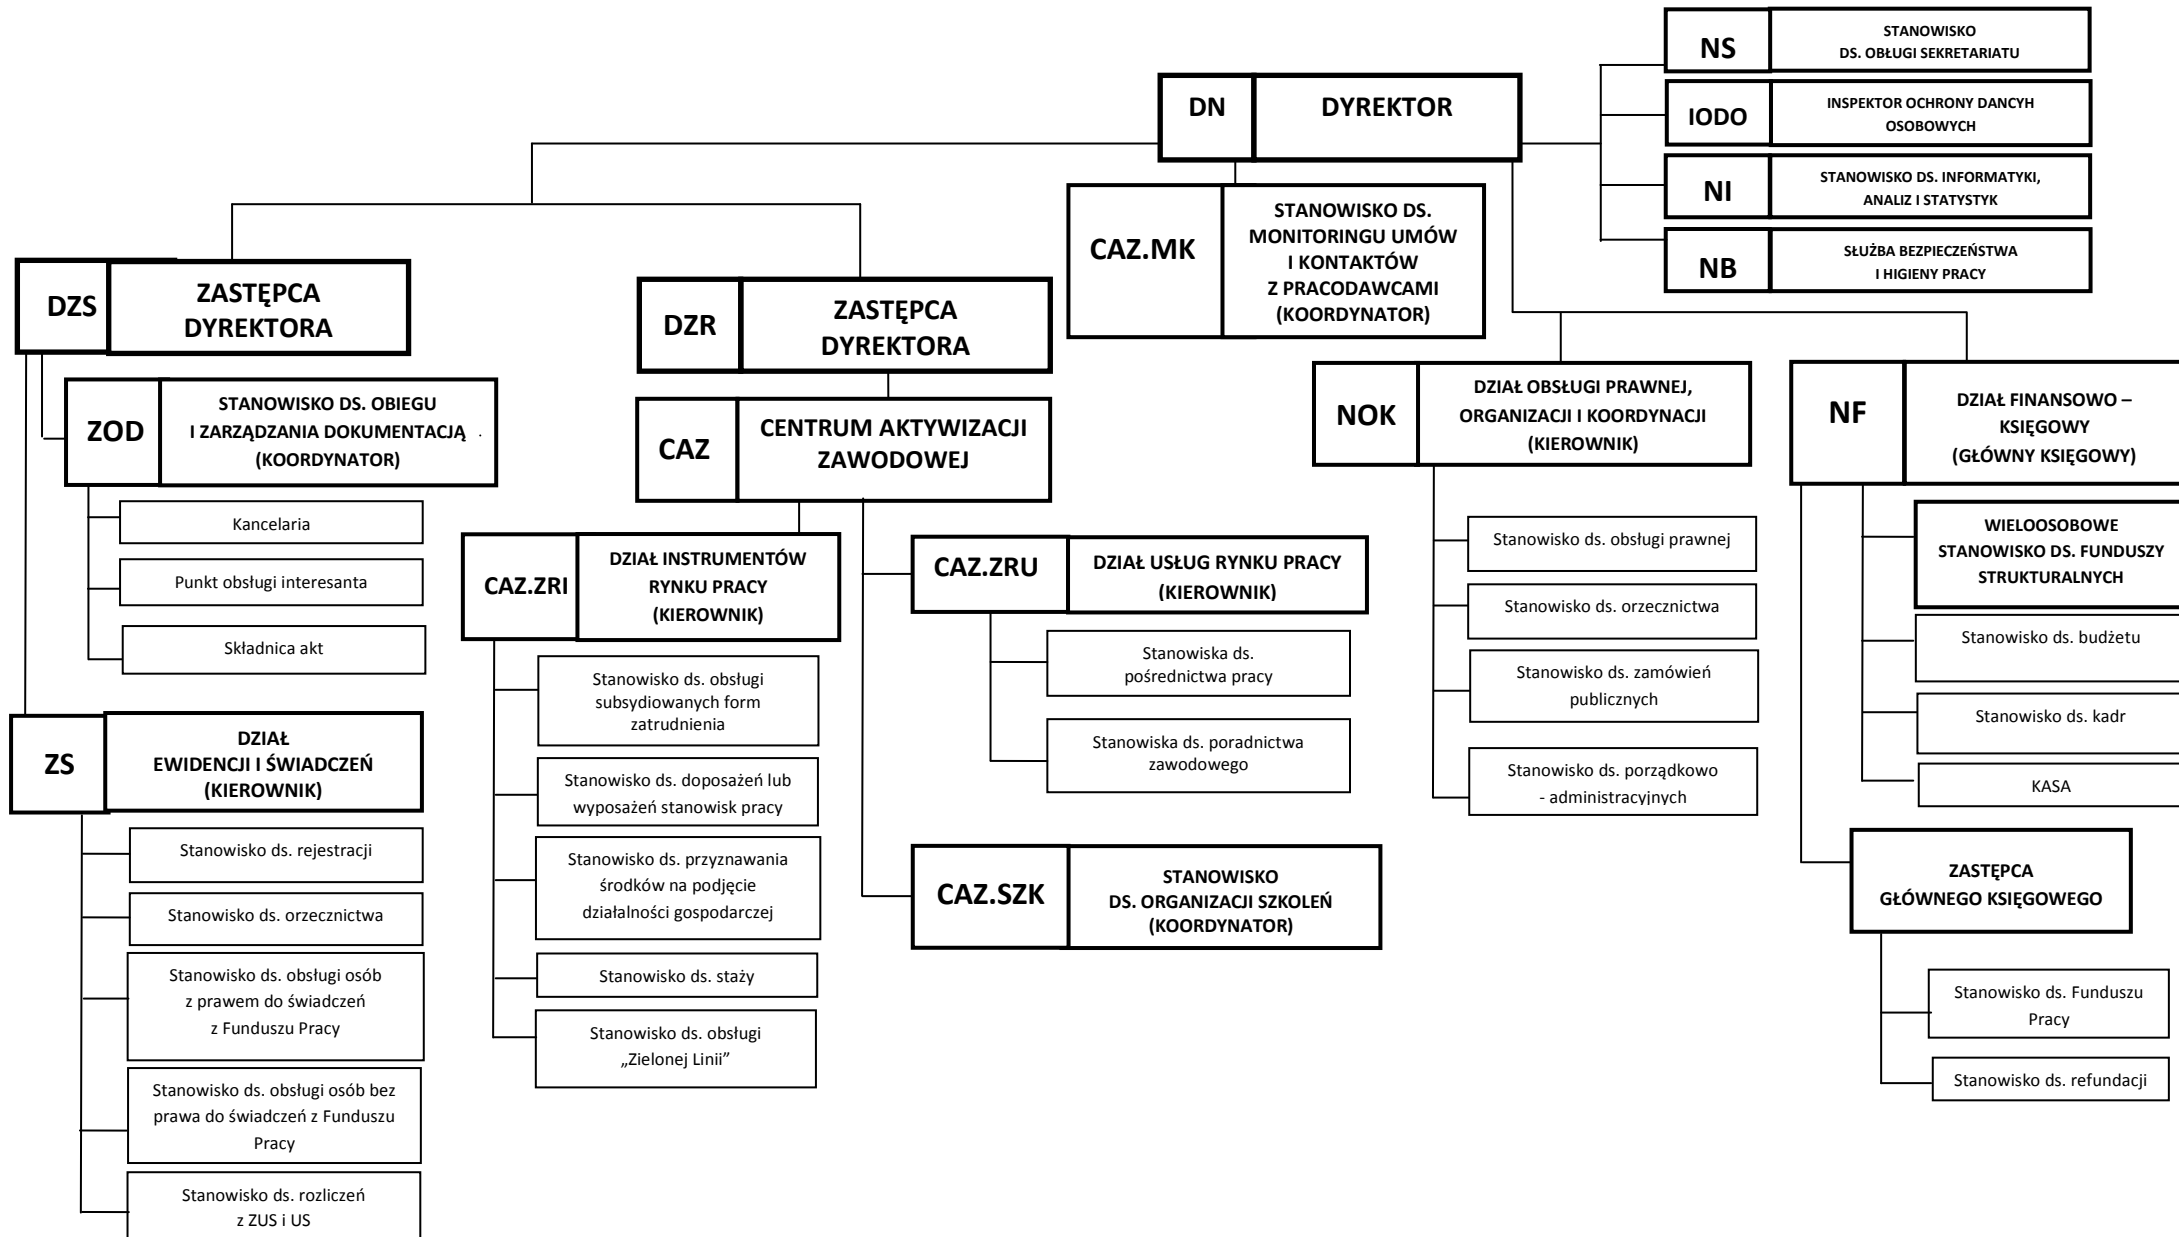 NS
STANOWISKO
DS. OBŁUGI SEKRETARIATU
IODO
INSPEKTOR OCHRONY DANCYH
OSOBOWYCH
NI
STANOWISKO DS. INFORMATYKI,
ANALIZ I STATYSTYK
NB
SŁUŻBA BEZPIECZEŃSTWA
I HIGIENY PRACY
DN
DYREKTOR
CAZ.MK
STANOWISKO DS.
MONITORINGU UMÓW
I KONTAKTÓW
Z PRACODAWCAMI
(KOORDYNATOR)
DZS
ZASTĘPCA
DYREKTORA
ZOD
STANOWISKO DS. OBIEGU
I ZARZĄDZANIA DOKUMENTACJĄ .
(KOORDYNATOR)
Kancelaria
Punkt obsługi interesanta
Składnica akt
ZS
DZIAŁ
EWIDENCJI I ŚWIADCZEŃ
(KIEROWNIK)
Stanowisko ds. rejestracji
Stanowisko ds. orzecznictwa
Stanowisko ds. obsługi osób
z prawem do świadczeń
z Funduszu Pracy
Stanowisko ds. obsługi osób bez
prawa do świadczeń z Funduszu
Pracy
Stanowisko ds. rozliczeń
z ZUS i US
DZR
ZASTĘPCA
DYREKTORA
CAZ
CENTRUM AKTYWIZACJI
ZAWODOWEJ
CAZ.ZRI
DZIAŁ INSTRUMENTÓW
RYNKU PRACY
(KIEROWNIK)
Stanowisko ds. obsługi
subsydiowanych form
zatrudnienia
Stanowisko ds. doposażeń lub
wyposażeń stanowisk pracy
Stanowisko ds. przyznawania
środków na podjęcie
działalności gospodarczej
Stanowisko ds. staży
Stanowisko ds. obsługi
„Zielonej Linii”
CAZ.ZRU
DZIAŁ USŁUG RYNKU PRACY
(KIEROWNIK)
Stanowiska ds.
pośrednictwa pracy
Stanowiska ds. poradnictwa
zawodowego
CAZ.SZK
STANOWISKO
DS. ORGANIZACJI SZKOLEŃ
(KOORDYNATOR)
NOK
DZIAŁ OBSŁUGI PRAWNEJ,
ORGANIZACJI I KOORDYNACJI
(KIEROWNIK)
Stanowisko ds. obsługi prawnej
Stanowisko ds. orzecznictwa
Stanowisko ds. zamówień
publicznych
Stanowisko ds. porządkowo
- administracyjnych
NF
DZIAŁ FINANSOWO –
KSIĘGOWY
(GŁÓWNY KSIĘGOWY)
WIELOOSOBOWE
STANOWISKO DS. FUNDUSZY
STRUKTURALNYCH
Stanowisko ds. budżetu
Stanowisko ds. kadr
KASA
ZASTĘPCA
GŁÓWNEGO KSIĘGOWEGO
Stanowisko ds. Funduszu
Pracy
Stanowisko ds. refundacji